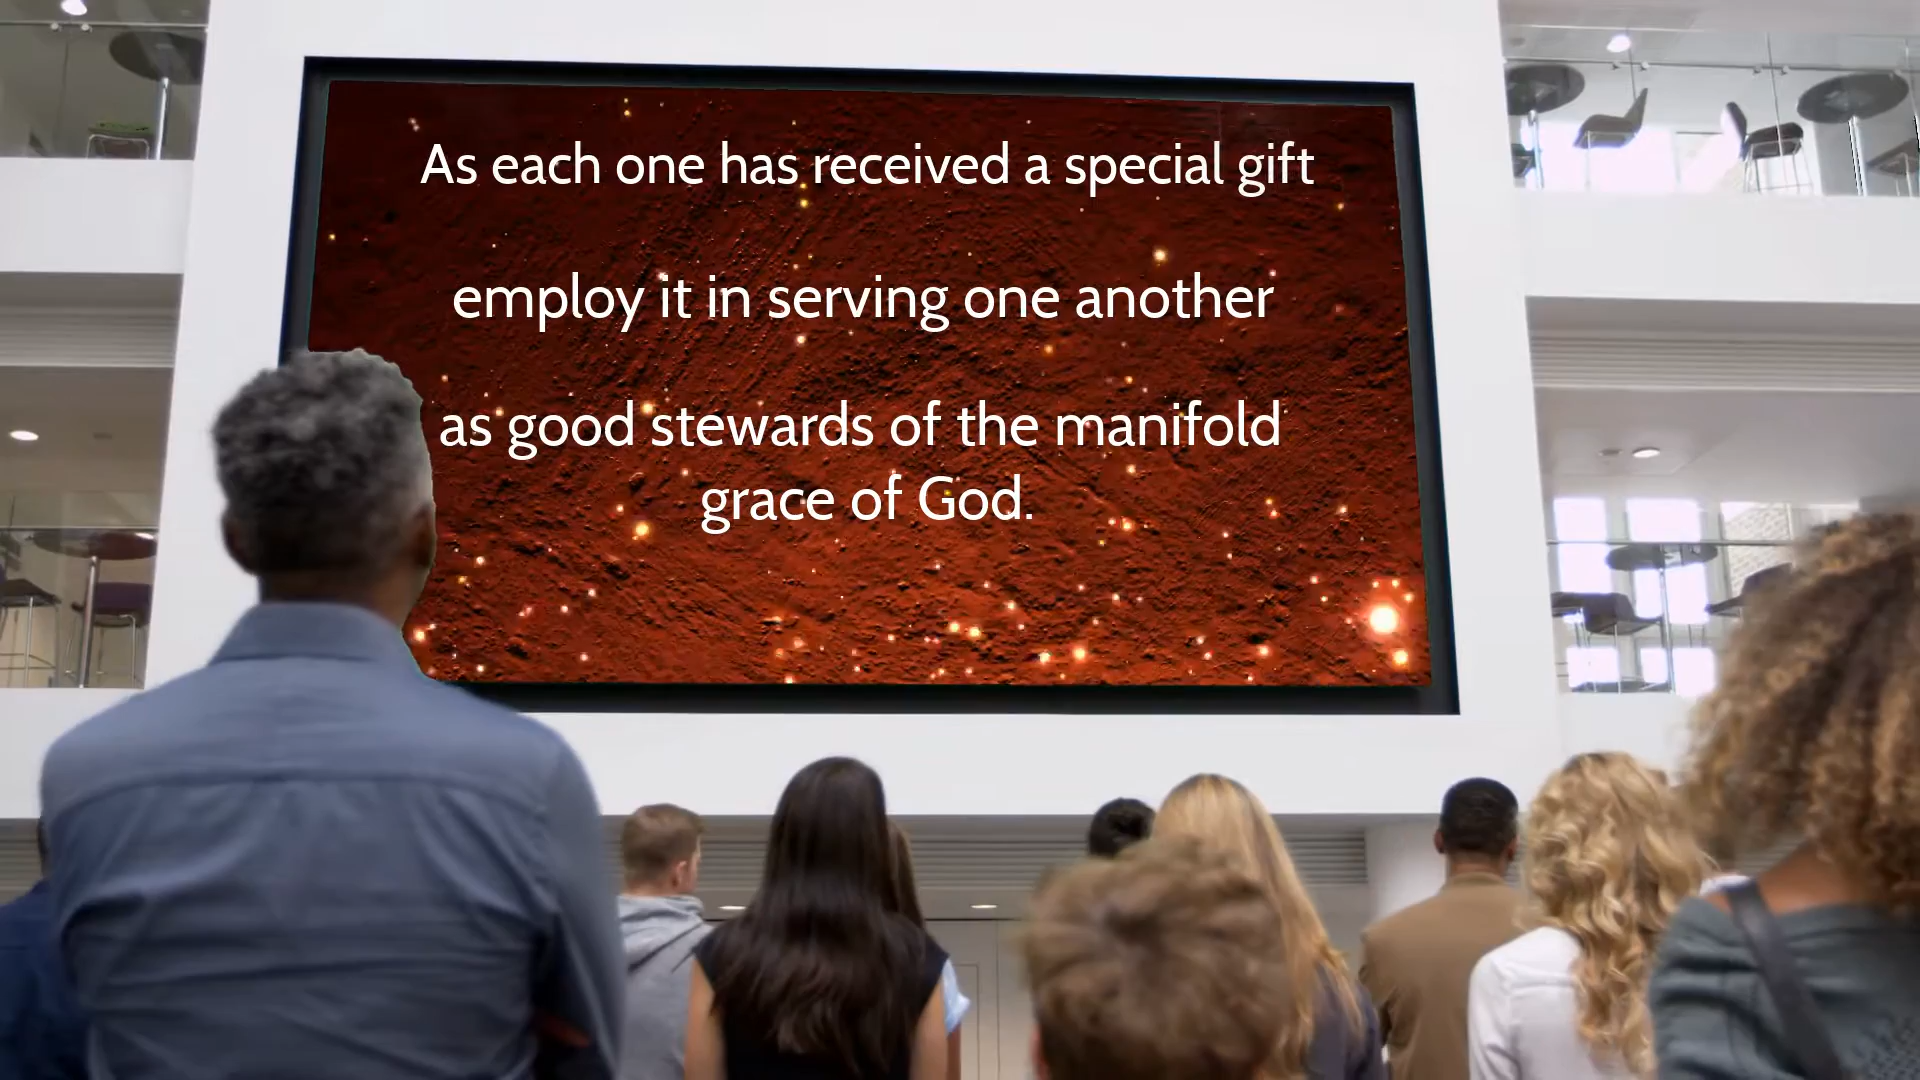 As each one has received a special gift
employ it in serving one another
as good stewards of the manifold
grace of God.